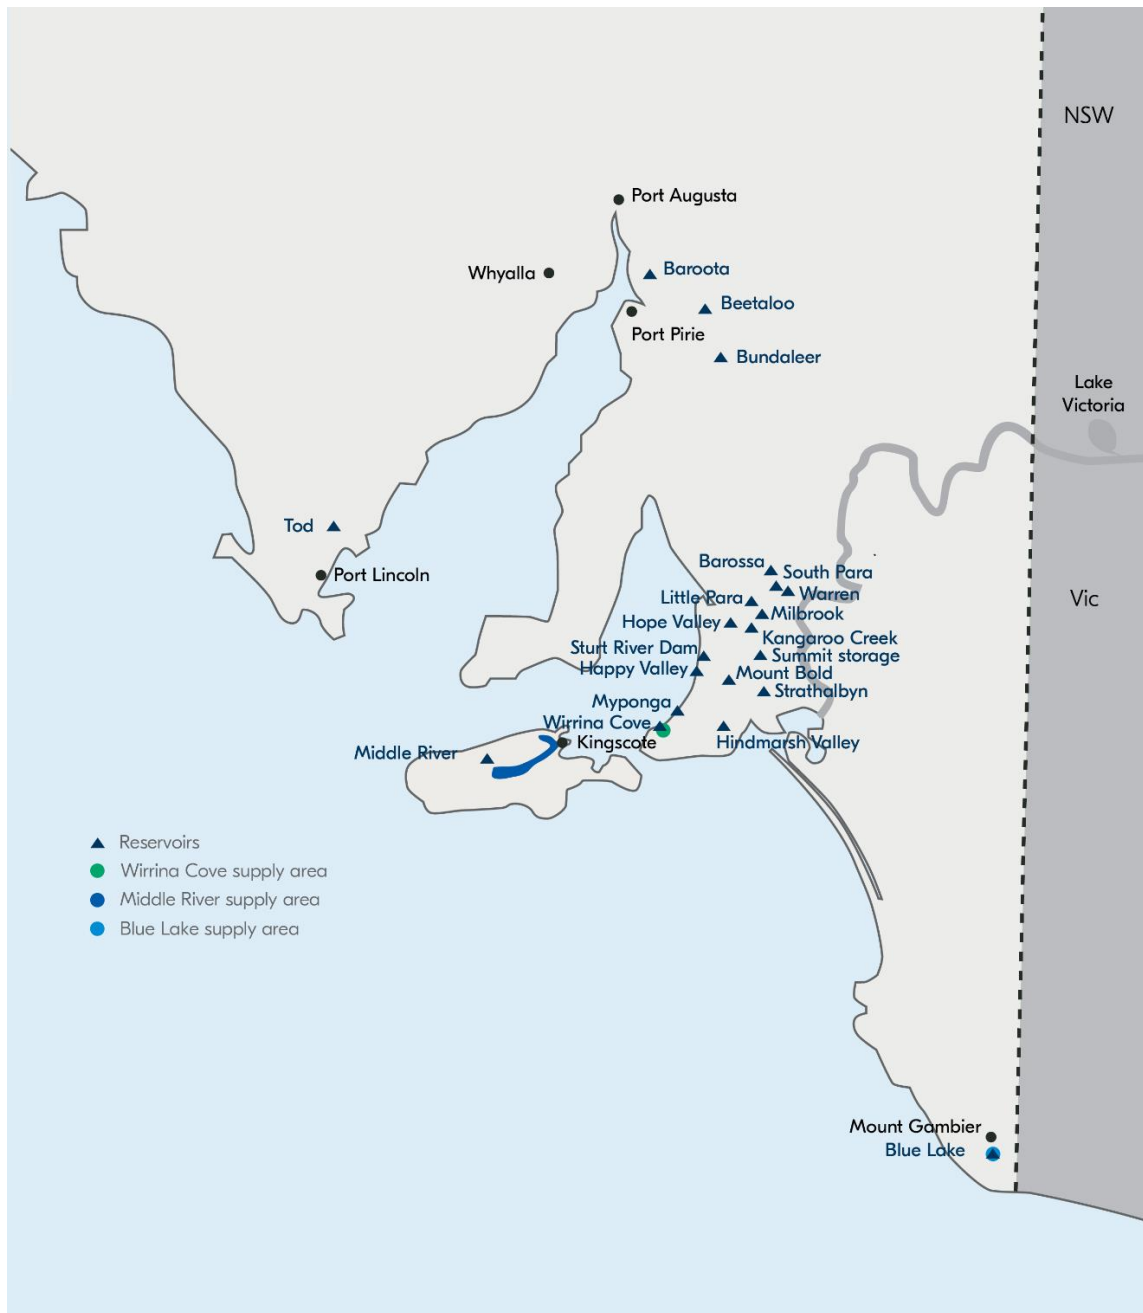 NSW
Port Augusta
Whyalla
Baroota
Beetaloo
Port Pirie
Bundaleer
Lake
Victoria
Tod
Port Lincoln
Barossa
South Para
Warren
Little Para
Milbrook
Vic
Hope Valley
Kangaroo Creek
Sturt River Dam
Summit storage
Happy Valley
Mount Bold
Strathalbyn
Myponga
Wirrina Cove
Kingscote
Hindmarsh Valley
Middle River
Reservoirs
Wirrina Cove supply area
Middle River supply area
Blue Lake supply area
Mount Gambier
Blue Lake